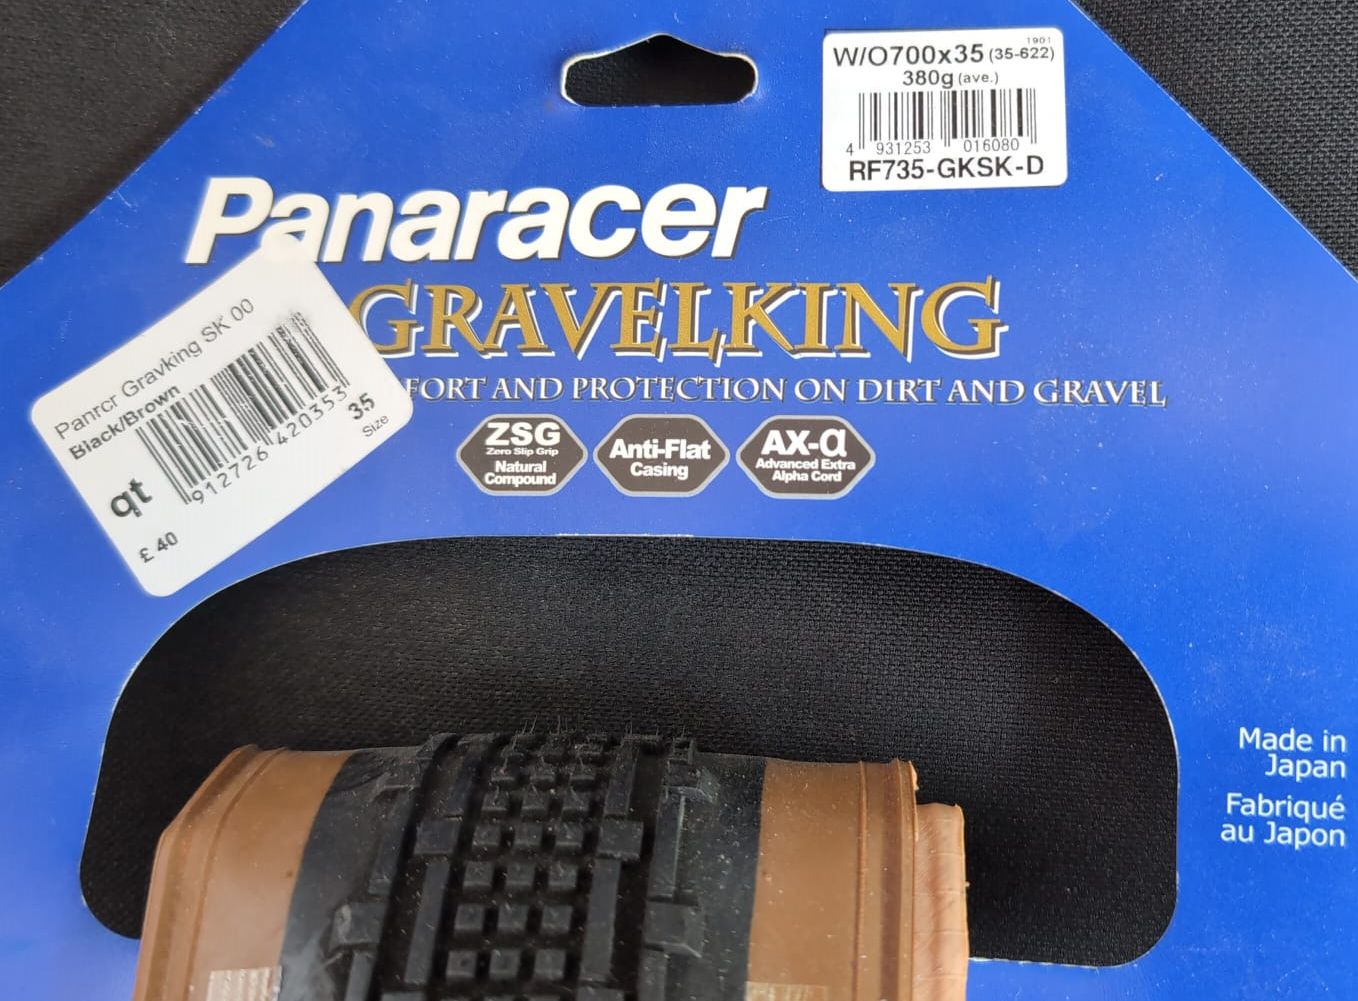 1901
W/O700x35 (35-622)
380g (ave.)
4 931253 016080
RF735-GKSK-D
Panaracer
GRAVELKING
FORT AND PROTECTION ON DIRT AND GRAVEL
ZSG
Zero Slip Grip
Natural
Compound
Anti-Flat
Casing
AX-α
Advanced Extra
Alpha Cord
Panrcr Gravking SK 00
Black/Brown
912726 420353
35
Size
qt
£ 40
Made in
Japan
Fabriqué
au Japon